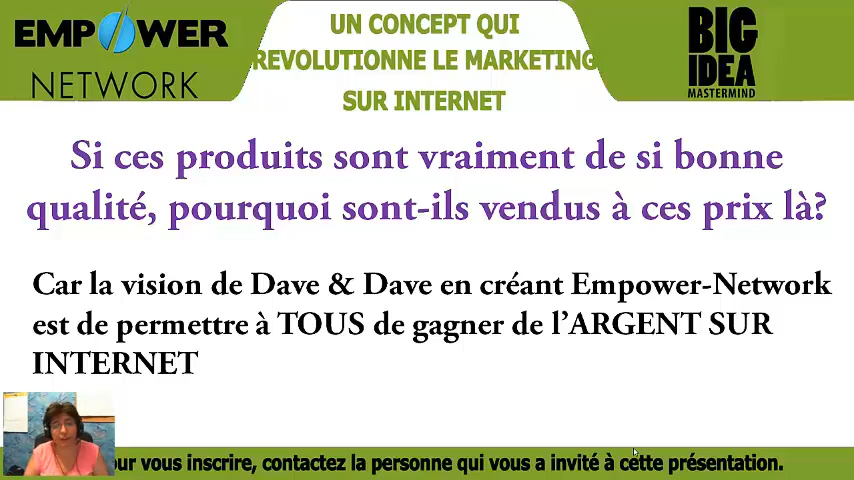 EMPOWER
NETWORK
UN CONCEPT QUI
REVOLUTIONNE LE MARKETING
SUR INTERNET
BIG
IDEA
MASTERMIND
Si ces produits sont vraiment de si bonne
qualité, pourquoi sont-ils vendus à ces prix là?
Car la vision de Dave & Dave en créant Empower-Network
est de permettre à TOUS de gagner de l’ARGENT SUR
INTERNET
our vous inscrire, contactez la personne qui vous a invité à cette présentation.